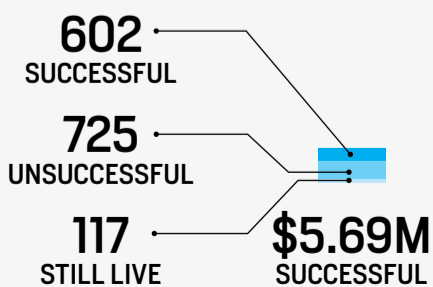 602
SUCCESSFUL
725
UNSUCCESSFUL
117
STILL LIVE
$5.69M
SUCCESSFUL